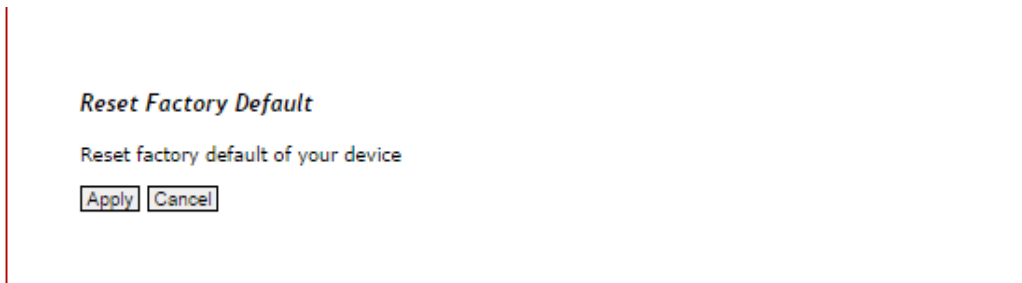 Reset Factory Default
Reset factory default of your device
Apply Cancel